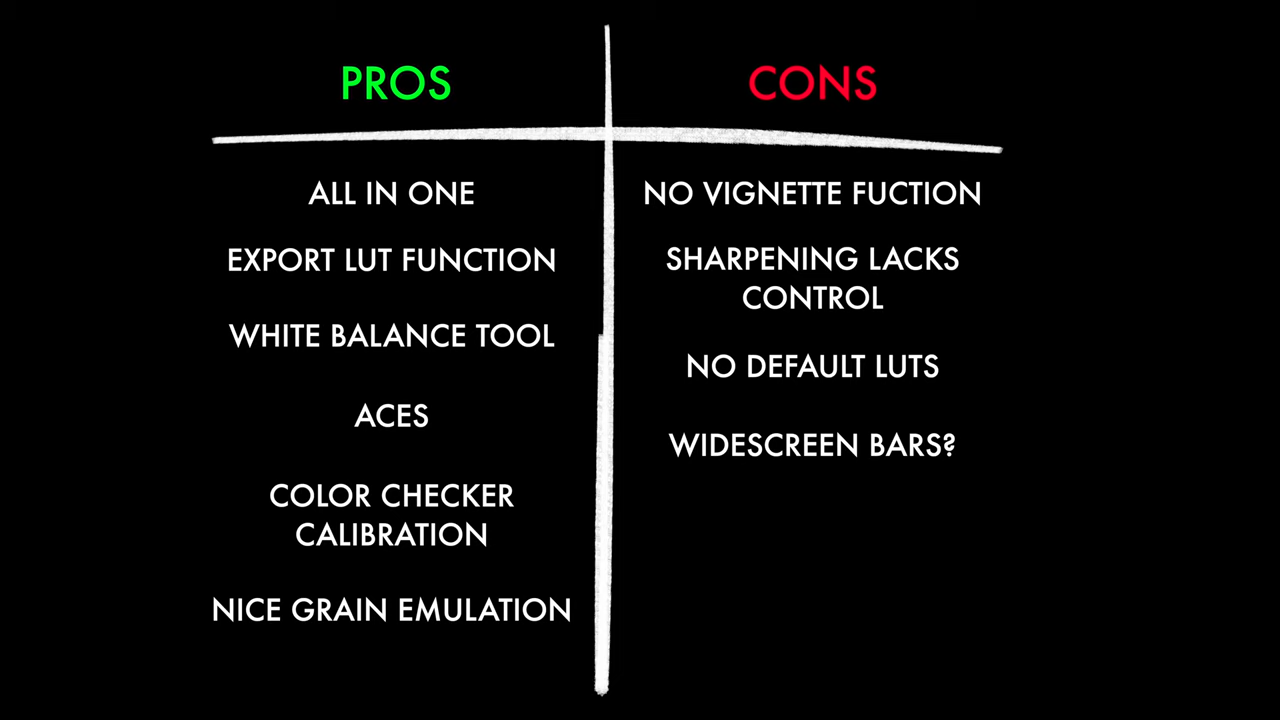 PROS
ALL IN ONE
EXPORT LUT FUNCTION
WHITE BALANCE TOOL
ACES
COLOR CHECKER
CALIBRATION
NICE GRAIN EMULATION
CONS
NO VIGNETTE FUCTION
SHARPENING LACKS
CONTROL
NO DEFAULT LUTS
WIDESCREEN BARS?